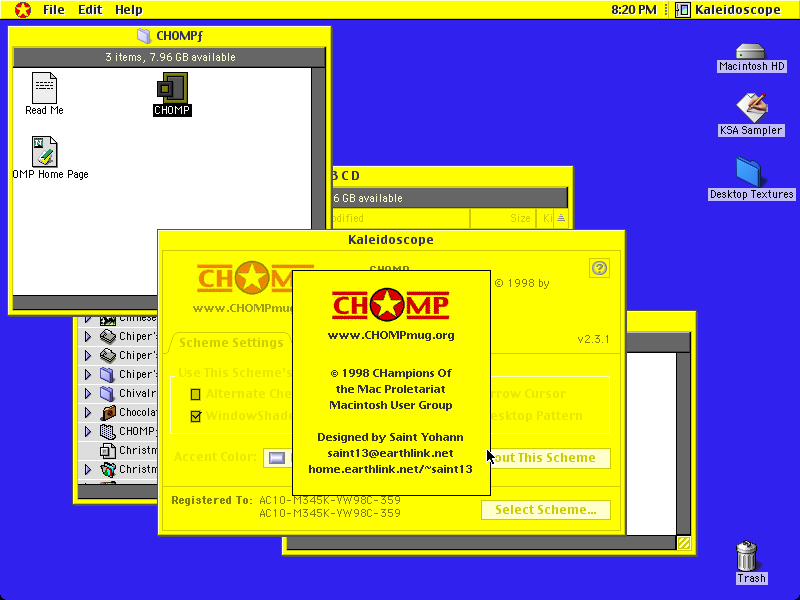 File Edit Help
8:20 PM
Kaleidoscope
CHOMPƒ
3 items, 7.96 GB available
Read Me
CHOMP
OMP Home Page
Macintosh HD
KSA Sampler
Desktop Textures
B C D
6 GB available
odified Size Ki
Kaleidoscope
CHOMP
www.CHOMPmug
CHOMP
© 1998 by
v2.3.1
Scheme Settings
Use This Scheme's
Alternate Che
WindowShade
rrow Cursor
esktop Pattern
Accent Color:
out This Scheme
Registered To: AC10-M345K-VW98C-359
AC10-M345K-VW98C-359
Select Scheme...
CHOMP
www.CHOMPmug.org
© 1998 CHampions Of
the Mac Proletariat
Macintosh User Group
Designed by Saint Yohann
saint13@earthlink.net
home.earthlink.net/~saint13
Chinese
Chiper's
Chiper's
Chiper's
Chivalr
Chocola
CHOMP
Christm
Christm
Trash